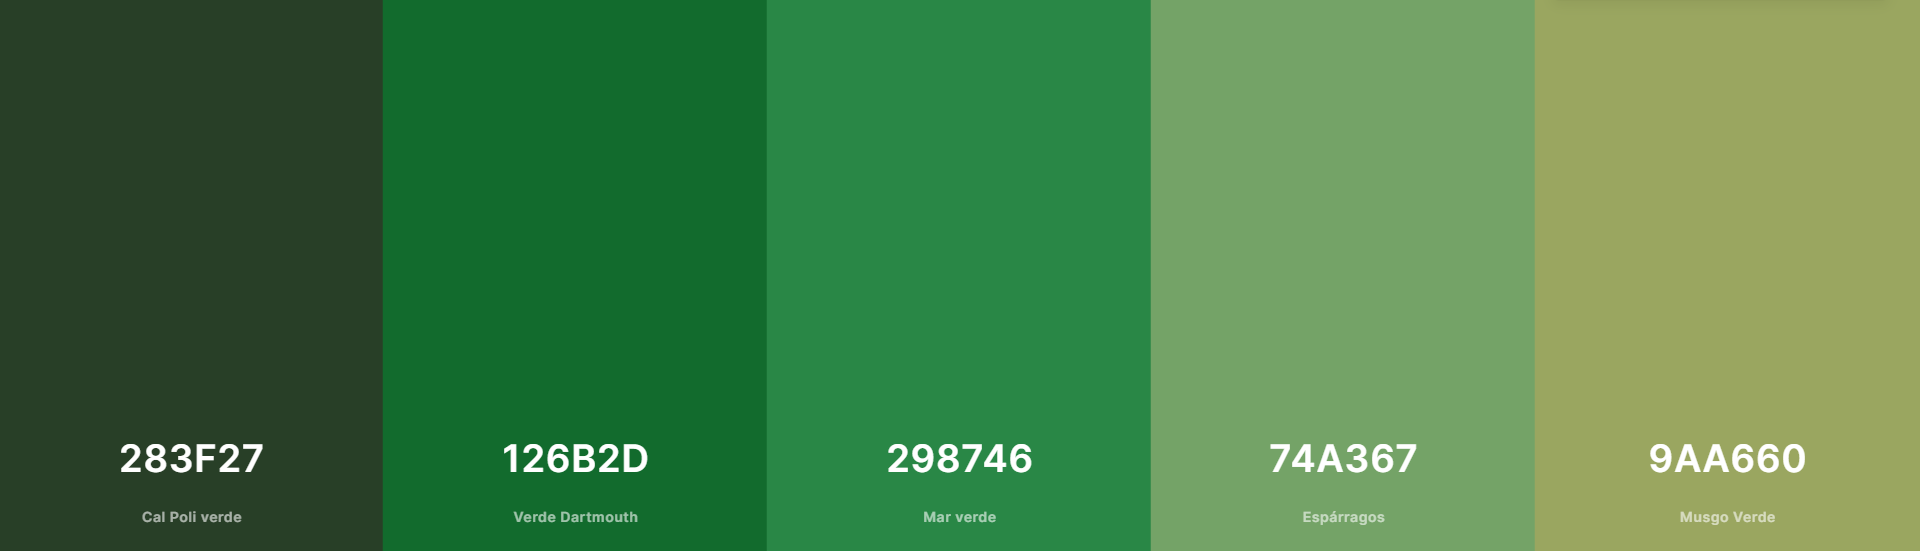 283F27
Cal Poli verde
126B2D
Verde Dartmouth
298746
Mar verde
74A367
Espárragos
9AA660
Musgo Verde